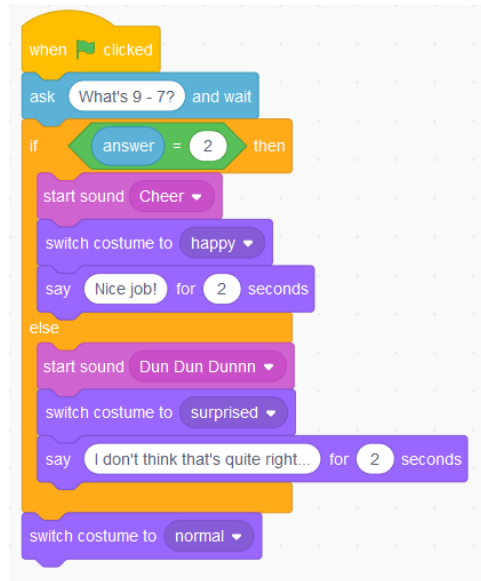 when clicked
ask What's 9 - 7? and wait
if answer = 2 then
start sound Cheer
switch costume to happy
say Nice job! for 2 seconds
else
start sound Dun Dun Dunnn
switch costume to surprised
say I don't think that's quite right... for 2 seconds
switch costume to normal